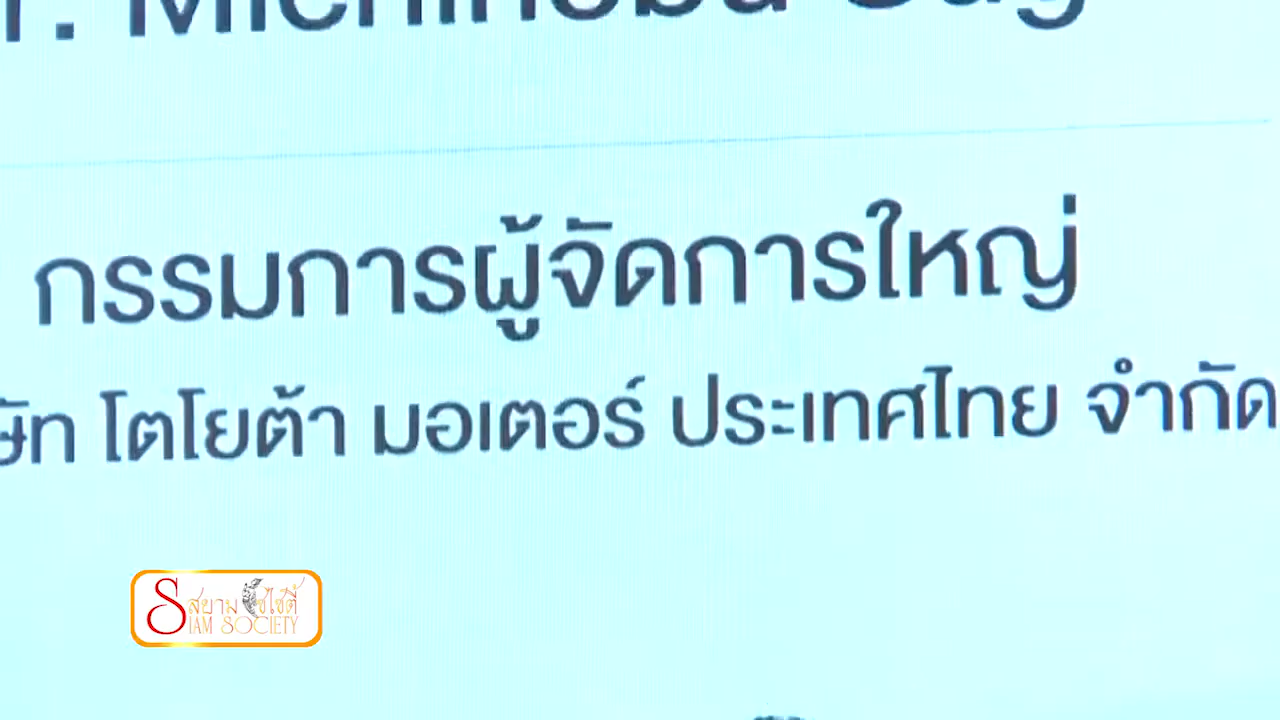 กรรมการผู้จัดการใหญ่
โตโยต้า มอเตอร์ ประเทศไทย จำกัด
สยามโซไซตี้
SIAM SOCIETY